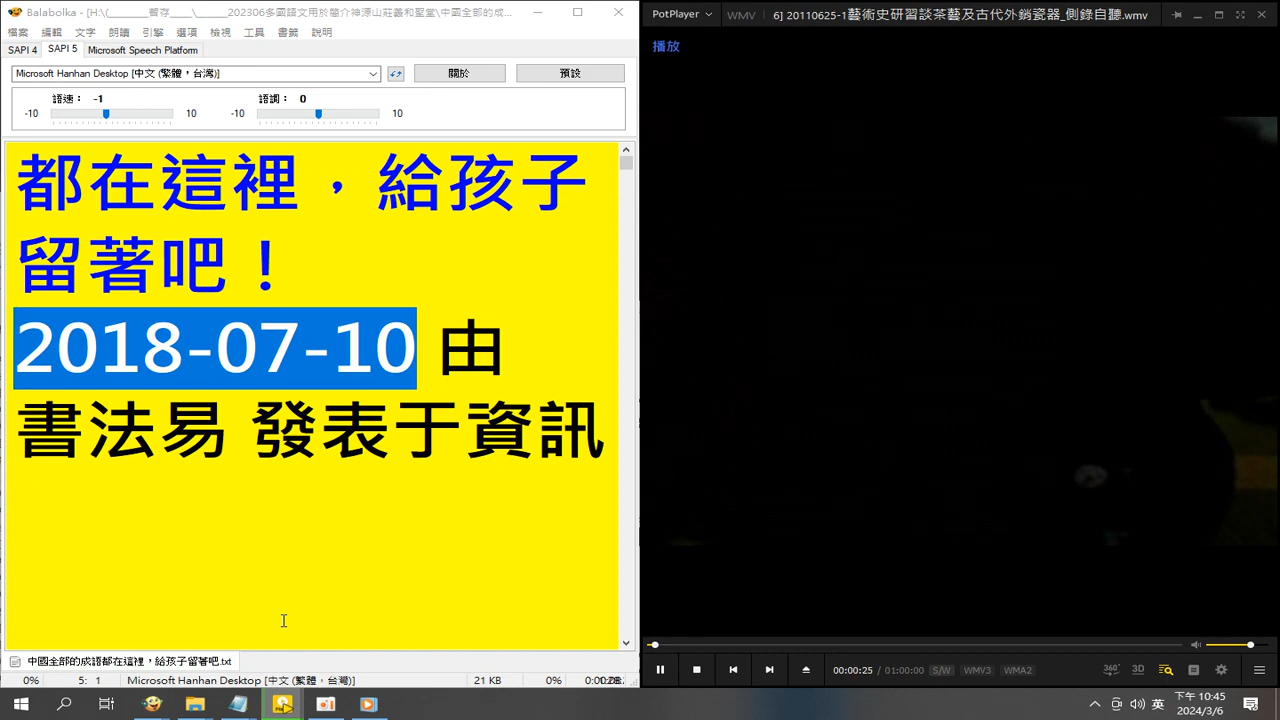 Balabolka - [H:\(______暫存____\______202306多國語文用於簡介神源山莊義和聖堂\中國全部的成...
檔案 編輯 文字 朗讀 引擎 選項 檢視 工具 書籤 說明
SAPI 4 SAPI 5 Microsoft Speech Platform
Microsoft Hanhan Desktop [中文 (繁體，台灣)] 關於 預設
語速： -1 語調： 0
-10 10 -10 10
都在這裡，給孩子
留著吧！
2018-07-10 由
書法易 發表于資訊
中國全部的成語都在這裡，給孩子留著吧.txt
0% 5: 1 Microsoft Hanhan Desktop [中文 (繁體，台灣)] 21 KB 0%
PotPlayer WMV 6] 20110625-1藝術史研習談茶藝及古代外銷瓷器_側錄自聽.wmv
播放
00:00:25 / 01:00:00 S/W WMV3 WMA2 360° 3D
英 下午 10:45
2024/3/6